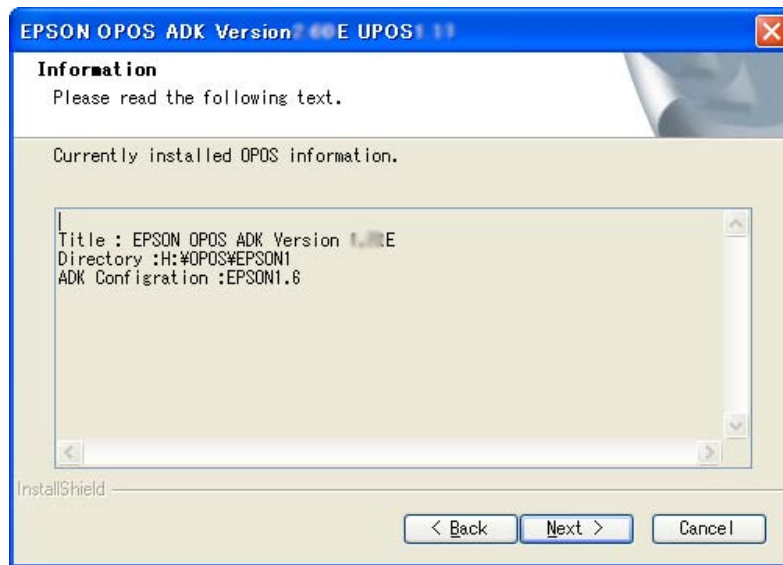 EPSON OPOS ADK Version E UPOS
Information
Please read the following text.
Currently installed OPOS information.
Title : EPSON OPOS ADK Version E
Directory :H:¥OPOS¥EPSON1
ADK Configration :EPSON1.6
InstallShield
< Back
Next >
Cancel